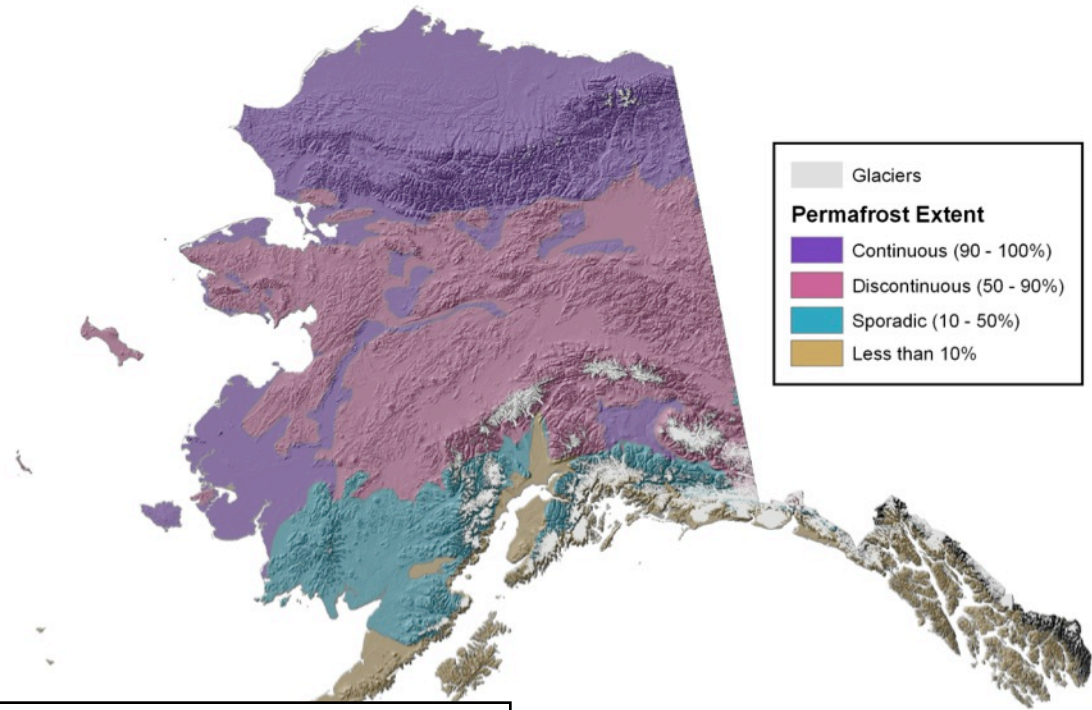 Glaciers
Permafrost Extent
Continuous (90 - 100%)
Discontinuous (50 - 90%)
Sporadic (10 - 50%)
Less than 10%